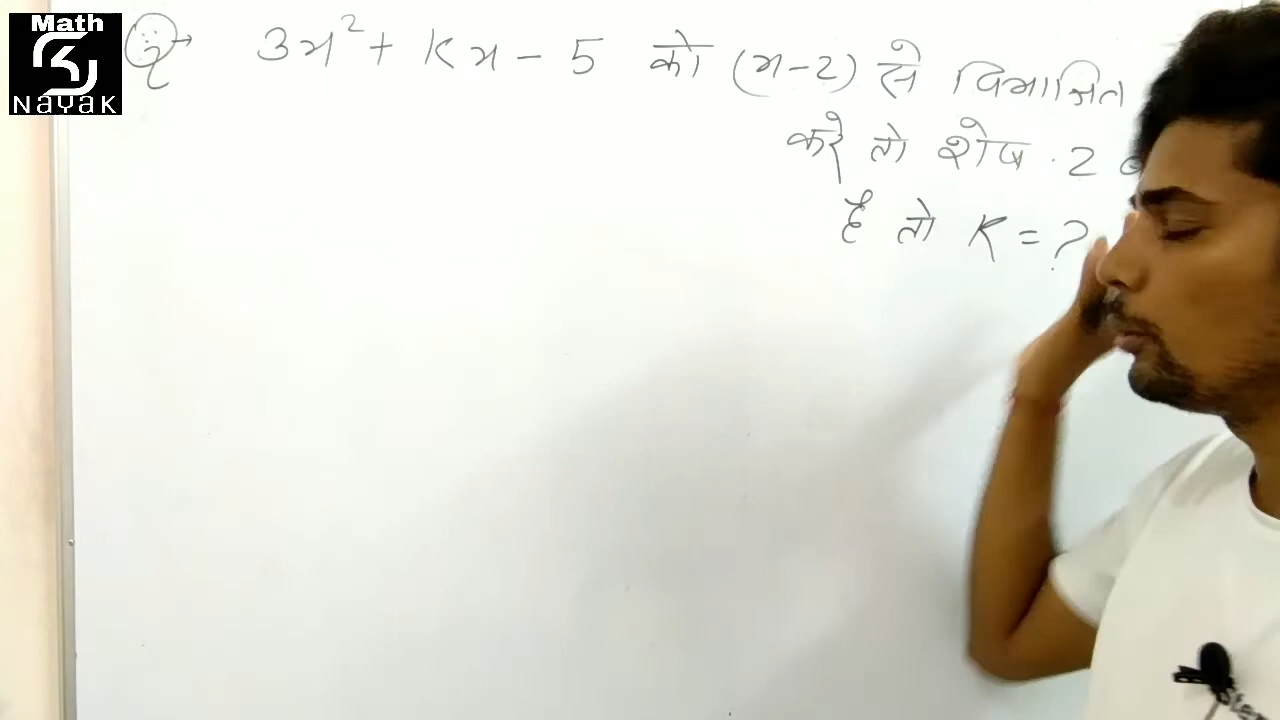 Math
NAYAK
Q→ 3x² + Kx - 5 को (x-2) से विभाजित
करे तो शेष 2
है तो K = ?